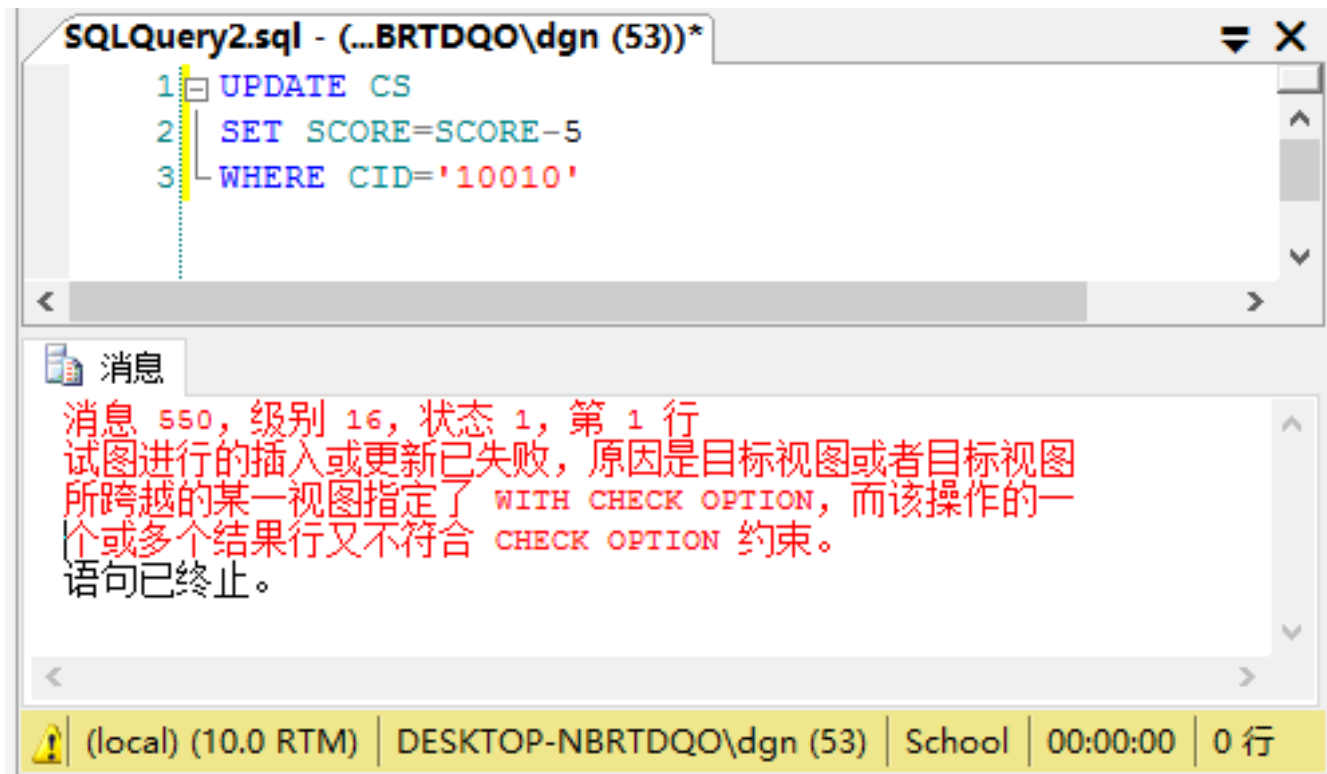 SQLQuery2.sql - (...BRTDQO\dgn (53))*
1 UPDATE CS
2 SET SCORE=SCORE-5
3 WHERE CID='10010'
消息
消息 550，级别 16，状态 1，第 1 行
试图进行的插入或更新已失败，原因是目标视图或者目标视图
所跨越的某一视图指定了 WITH CHECK OPTION，而该操作的一
个或多个结果行又不符合 CHECK OPTION 约束。
语句已终止。
(local) (10.0 RTM) DESKTOP-NBRTDQO\dgn (53) School 00:00:00 0 行